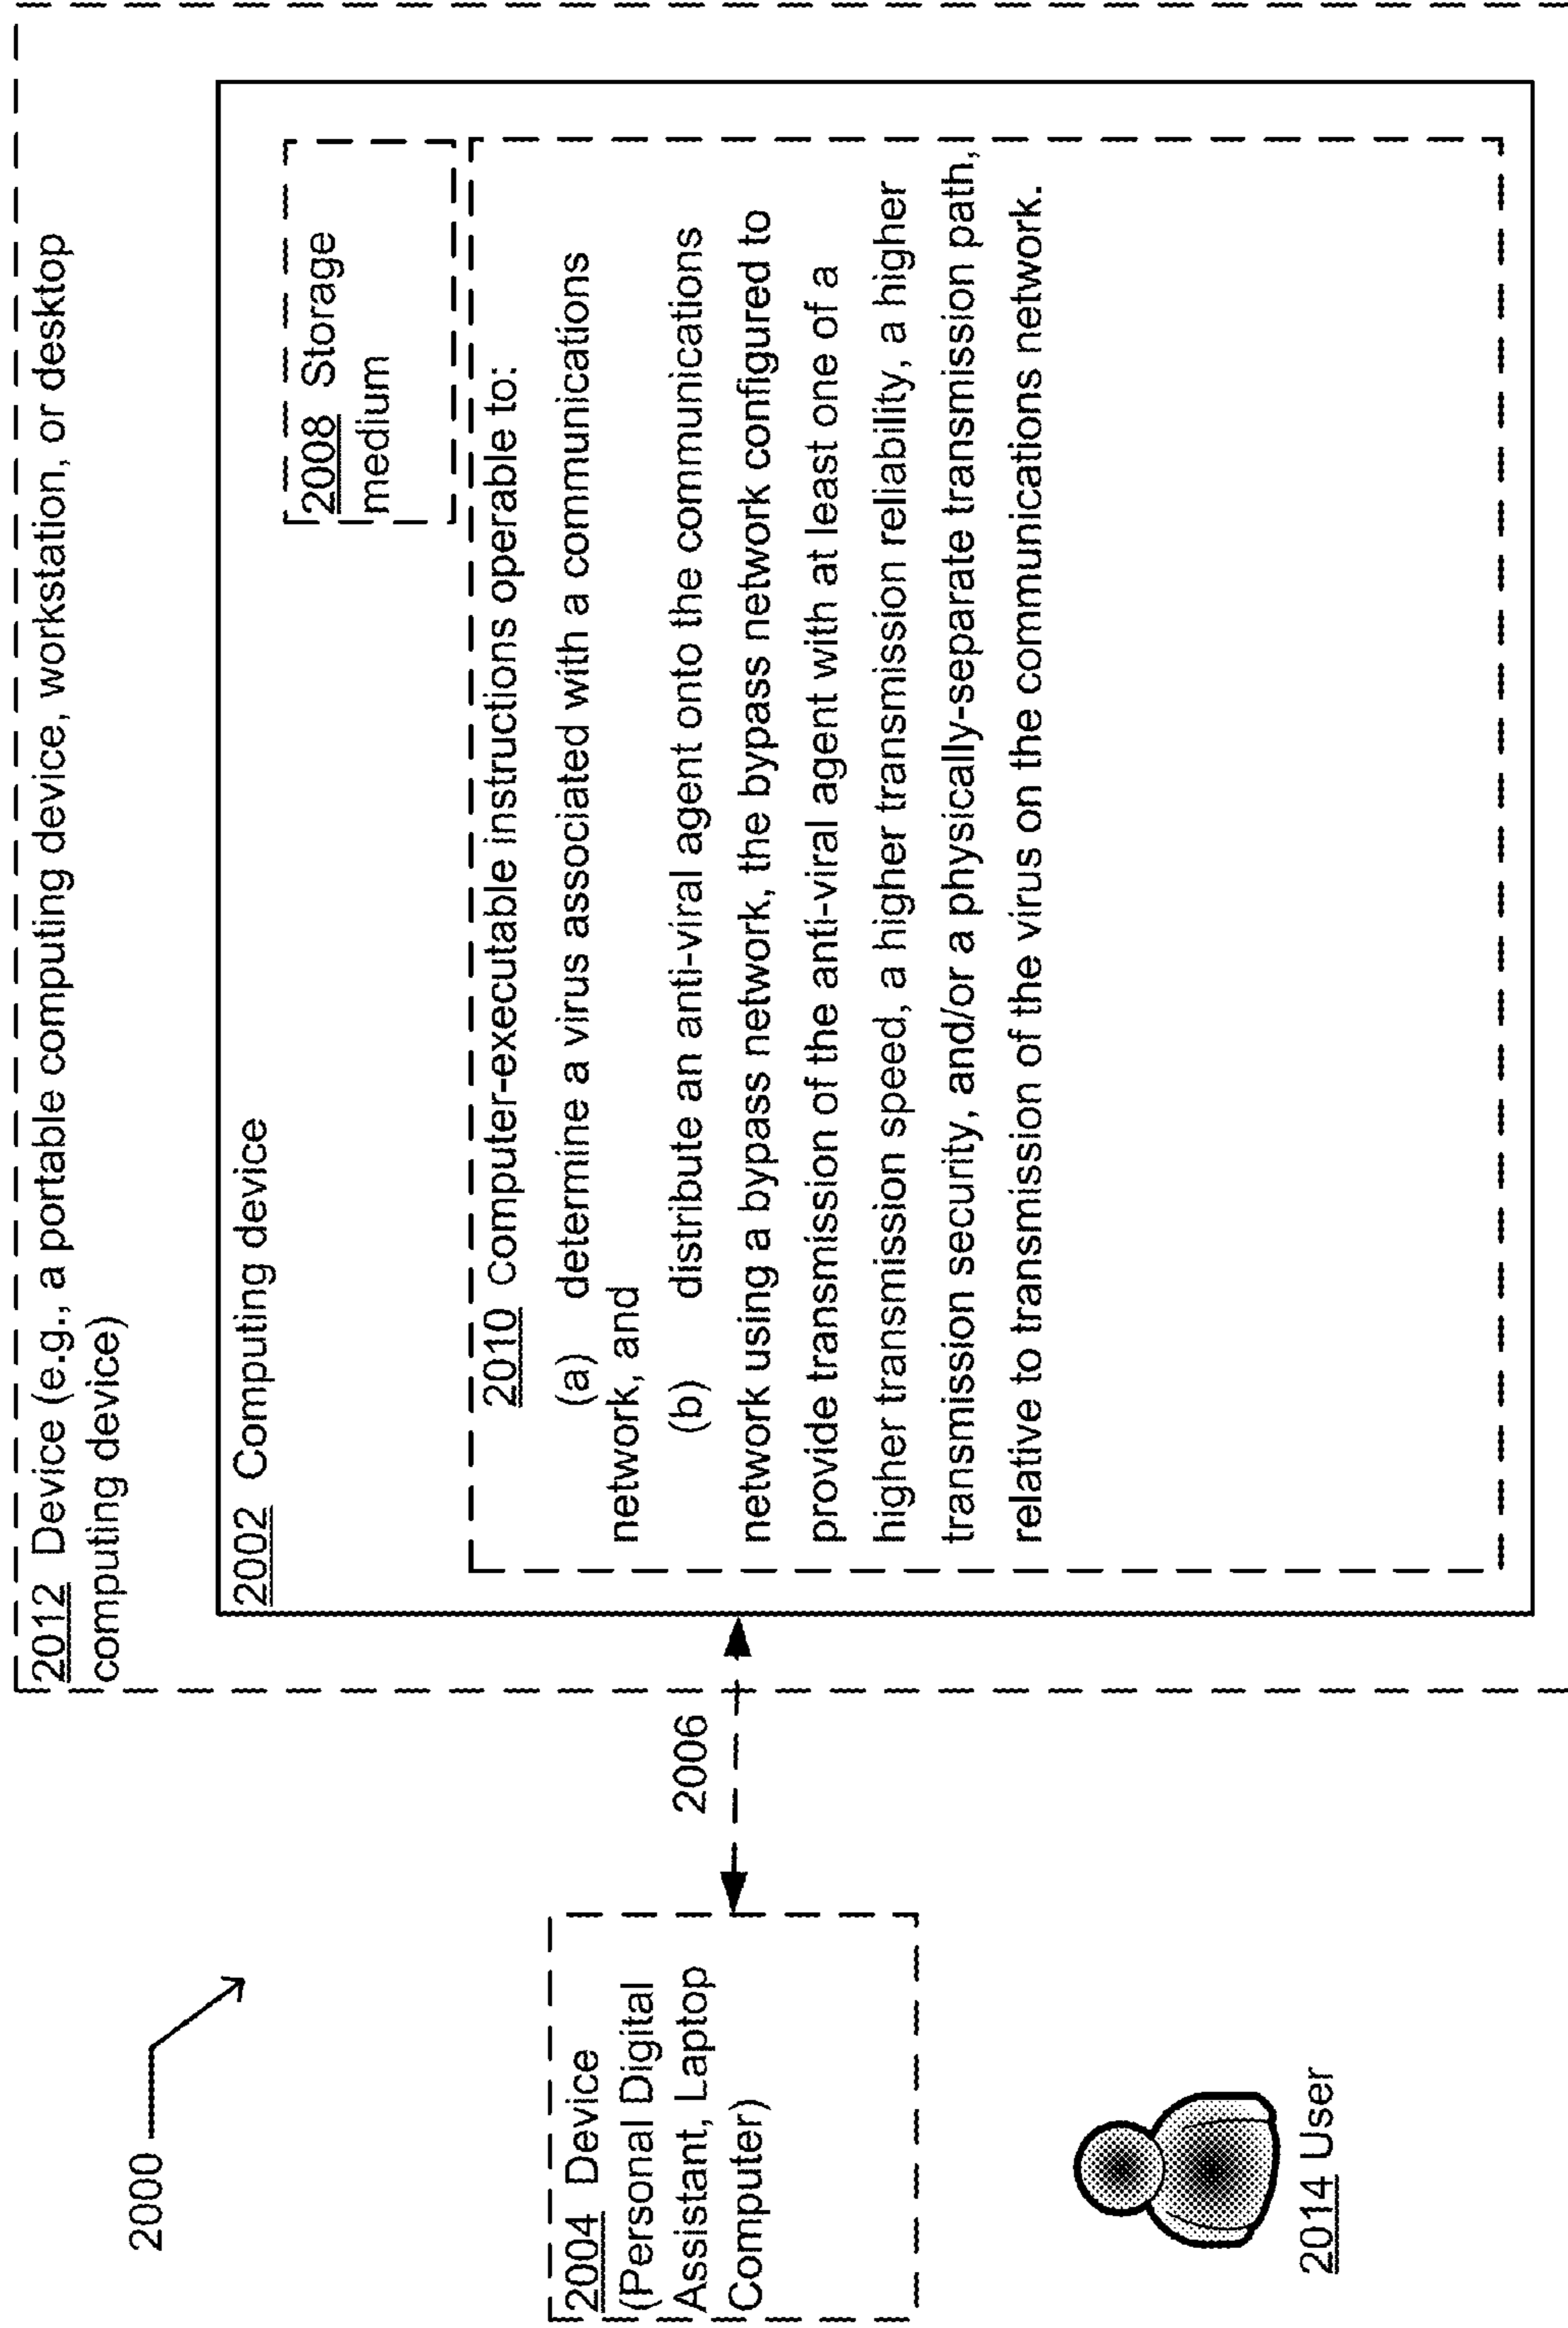 2000
2012 Device (e.g., a portable computing device, workstation, or desktop
computing device)
2002 Computing device
2008 Storage
medium
2010 computer-executable instructions operable to:
(a) determine a virus associated with a communications
network, and
(b) distribute an anti-viral agent onto the communications
network using a bypass network, the bypass network configured to
provide transmission of the anti-viral agent with at least one of a
higher transmission speed, a higher transmission reliability, a higher
transmission security, and/or a physically-separate transmission path,
relative to transmission of the virus on the communications network.
2004 Device
(Personal Digital
Assistant, Laptop
Computer)
2006
2014 User